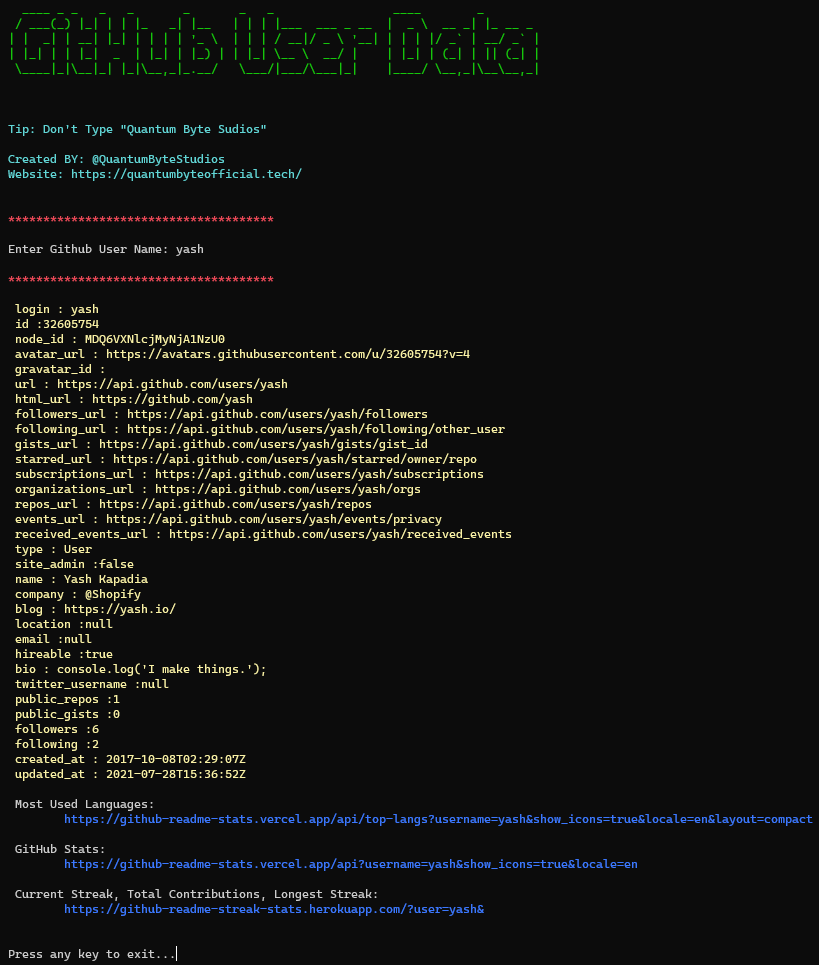 GitHub User Data
Tip: Don't Type "Quantum Byte Sudios"
Created BY: @QuantumByteStudios
Website: https://quantumbyteofficial.tech/
**************************************
Enter Github User Name: yash
**************************************
login : yash
id :32605754
node_id : MDQ6VXNlcjMyNjA1NzU0
avatar_url : https://avatars.githubusercontent.com/u/32605754?v=4
gravatar_id :
url : https://api.github.com/users/yash
html_url : https://github.com/yash
followers_url : https://api.github.com/users/yash/followers
following_url : https://api.github.com/users/yash/following/other_user
gists_url : https://api.github.com/users/yash/gists/gist_id
starred_url : https://api.github.com/users/yash/starred/owner/repo
subscriptions_url : https://api.github.com/users/yash/subscriptions
organizations_url : https://api.github.com/users/yash/orgs
repos_url : https://api.github.com/users/yash/repos
events_url : https://api.github.com/users/yash/events/privacy
received_events_url : https://api.github.com/users/yash/received_events
type : User
site_admin :false
name : Yash Kapadia
company : @Shopify
blog : https://yash.io/
location :null
email :null
hireable :true
bio : console.log('I make things.');
twitter_username :null
public_repos :1
public_gists :0
followers :6
following :2
created_at : 2017-10-08T02:29:07Z
updated_at : 2021-07-28T15:36:52Z
Most Used Languages:
https://github-readme-stats.vercel.app/api/top-langs?username=yash&show_icons=true&locale=en&layout=compact
GitHub Stats:
https://github-readme-stats.vercel.app/api?username=yash&show_icons=true&locale=en
Current Streak, Total Contributions, Longest Streak:
https://github-readme-streak-stats.herokuapp.com/?user=yash&
Press any key to exit...